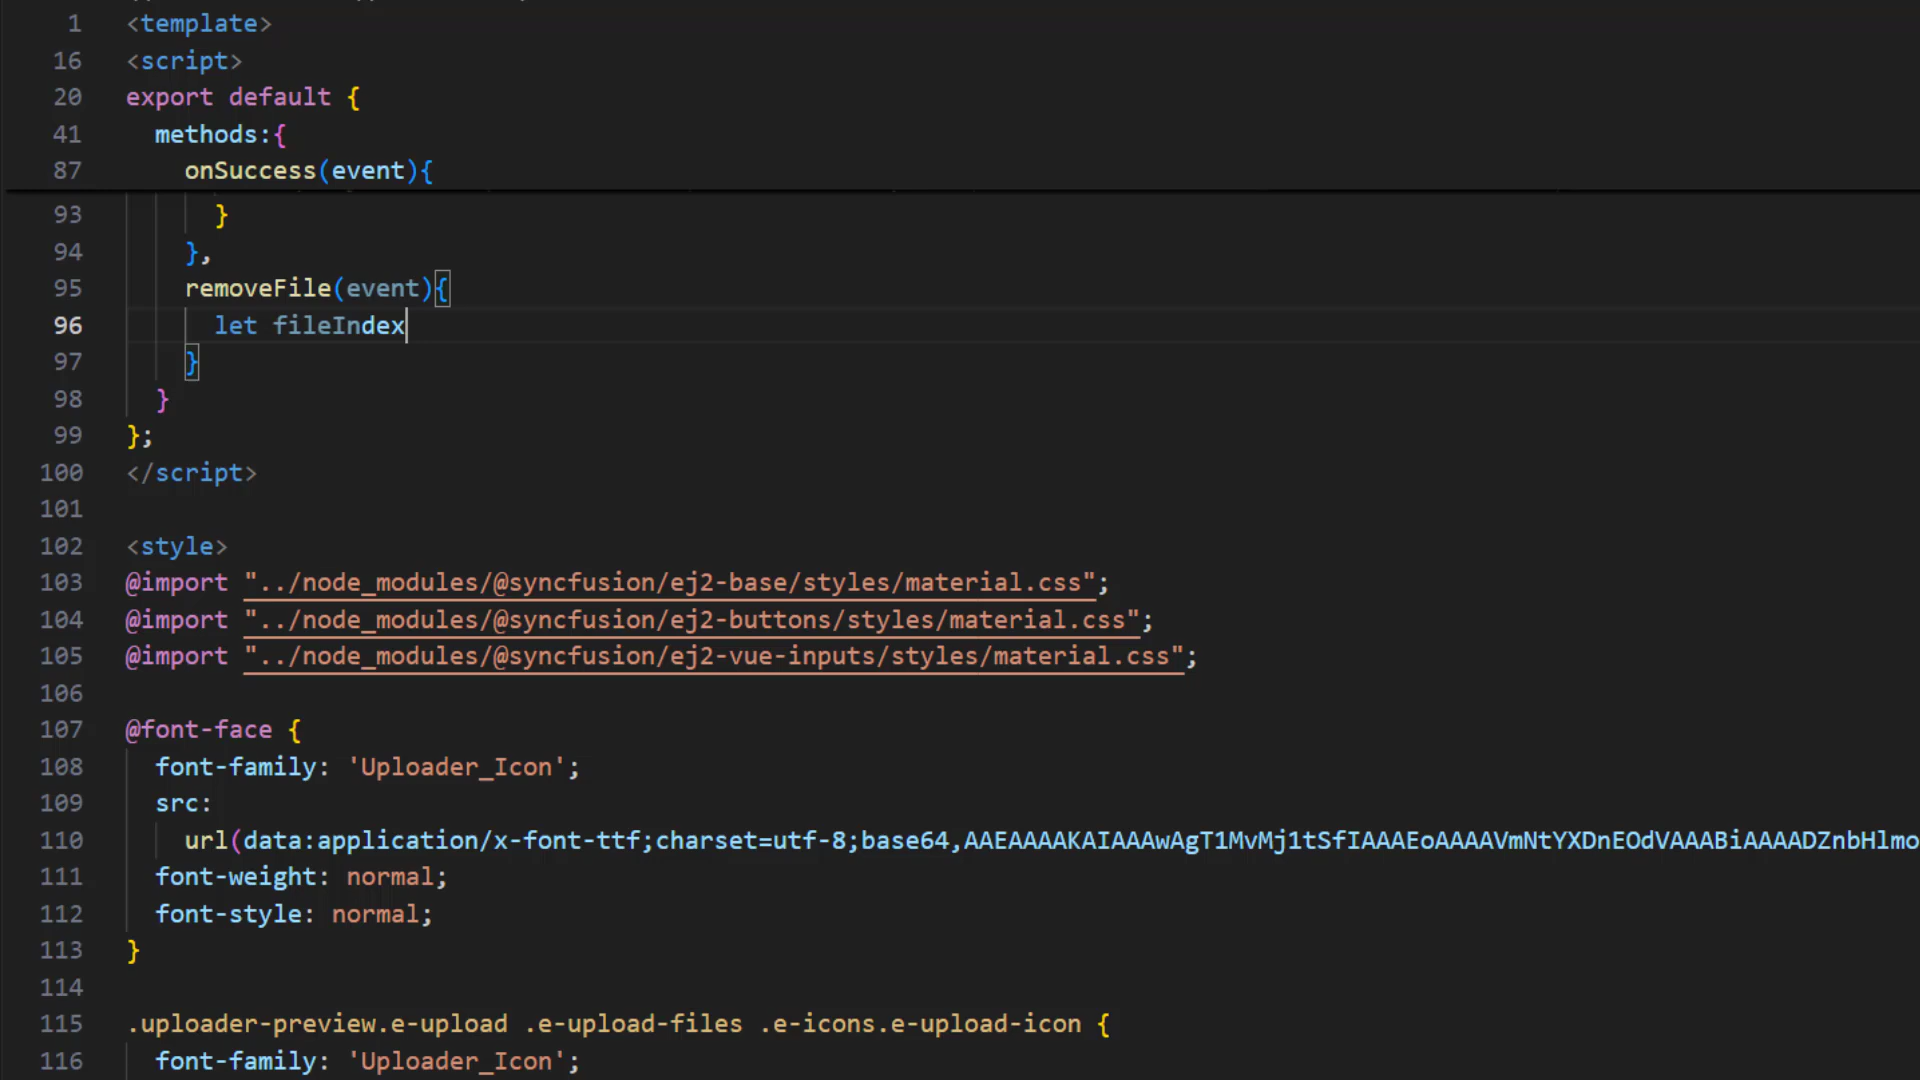 1 <template>
16 <script>
20 export default {
41 methods:{
87 onSuccess(event){
93 }
94 },
95 removeFile(event){
96 let fileIndex
97 }
98 }
99 };
100 </script>
101
102 <style>
103 @import "../node_modules/@syncfusion/ej2-base/styles/material.css";
104 @import "../node_modules/@syncfusion/ej2-buttons/styles/material.css";
105 @import "../node_modules/@syncfusion/ej2-vue-inputs/styles/material.css";
106
107 @font-face {
108 font-family: 'Uploader_Icon';
109 src:
110 url(data:application/x-font-ttf;charset=utf-8;base64,AAEAAAAKAIAAAwAgT1MvMj1tSfIAAAEoAAAAVmNtYXDnEOdVAAABiAAAADZnbHlmo
111 font-weight: normal;
112 font-style: normal;
113 }
114
115 .uploader-preview.e-upload .e-upload-files .e-icons.e-upload-icon {
116 font-family: 'Uploader_Icon';